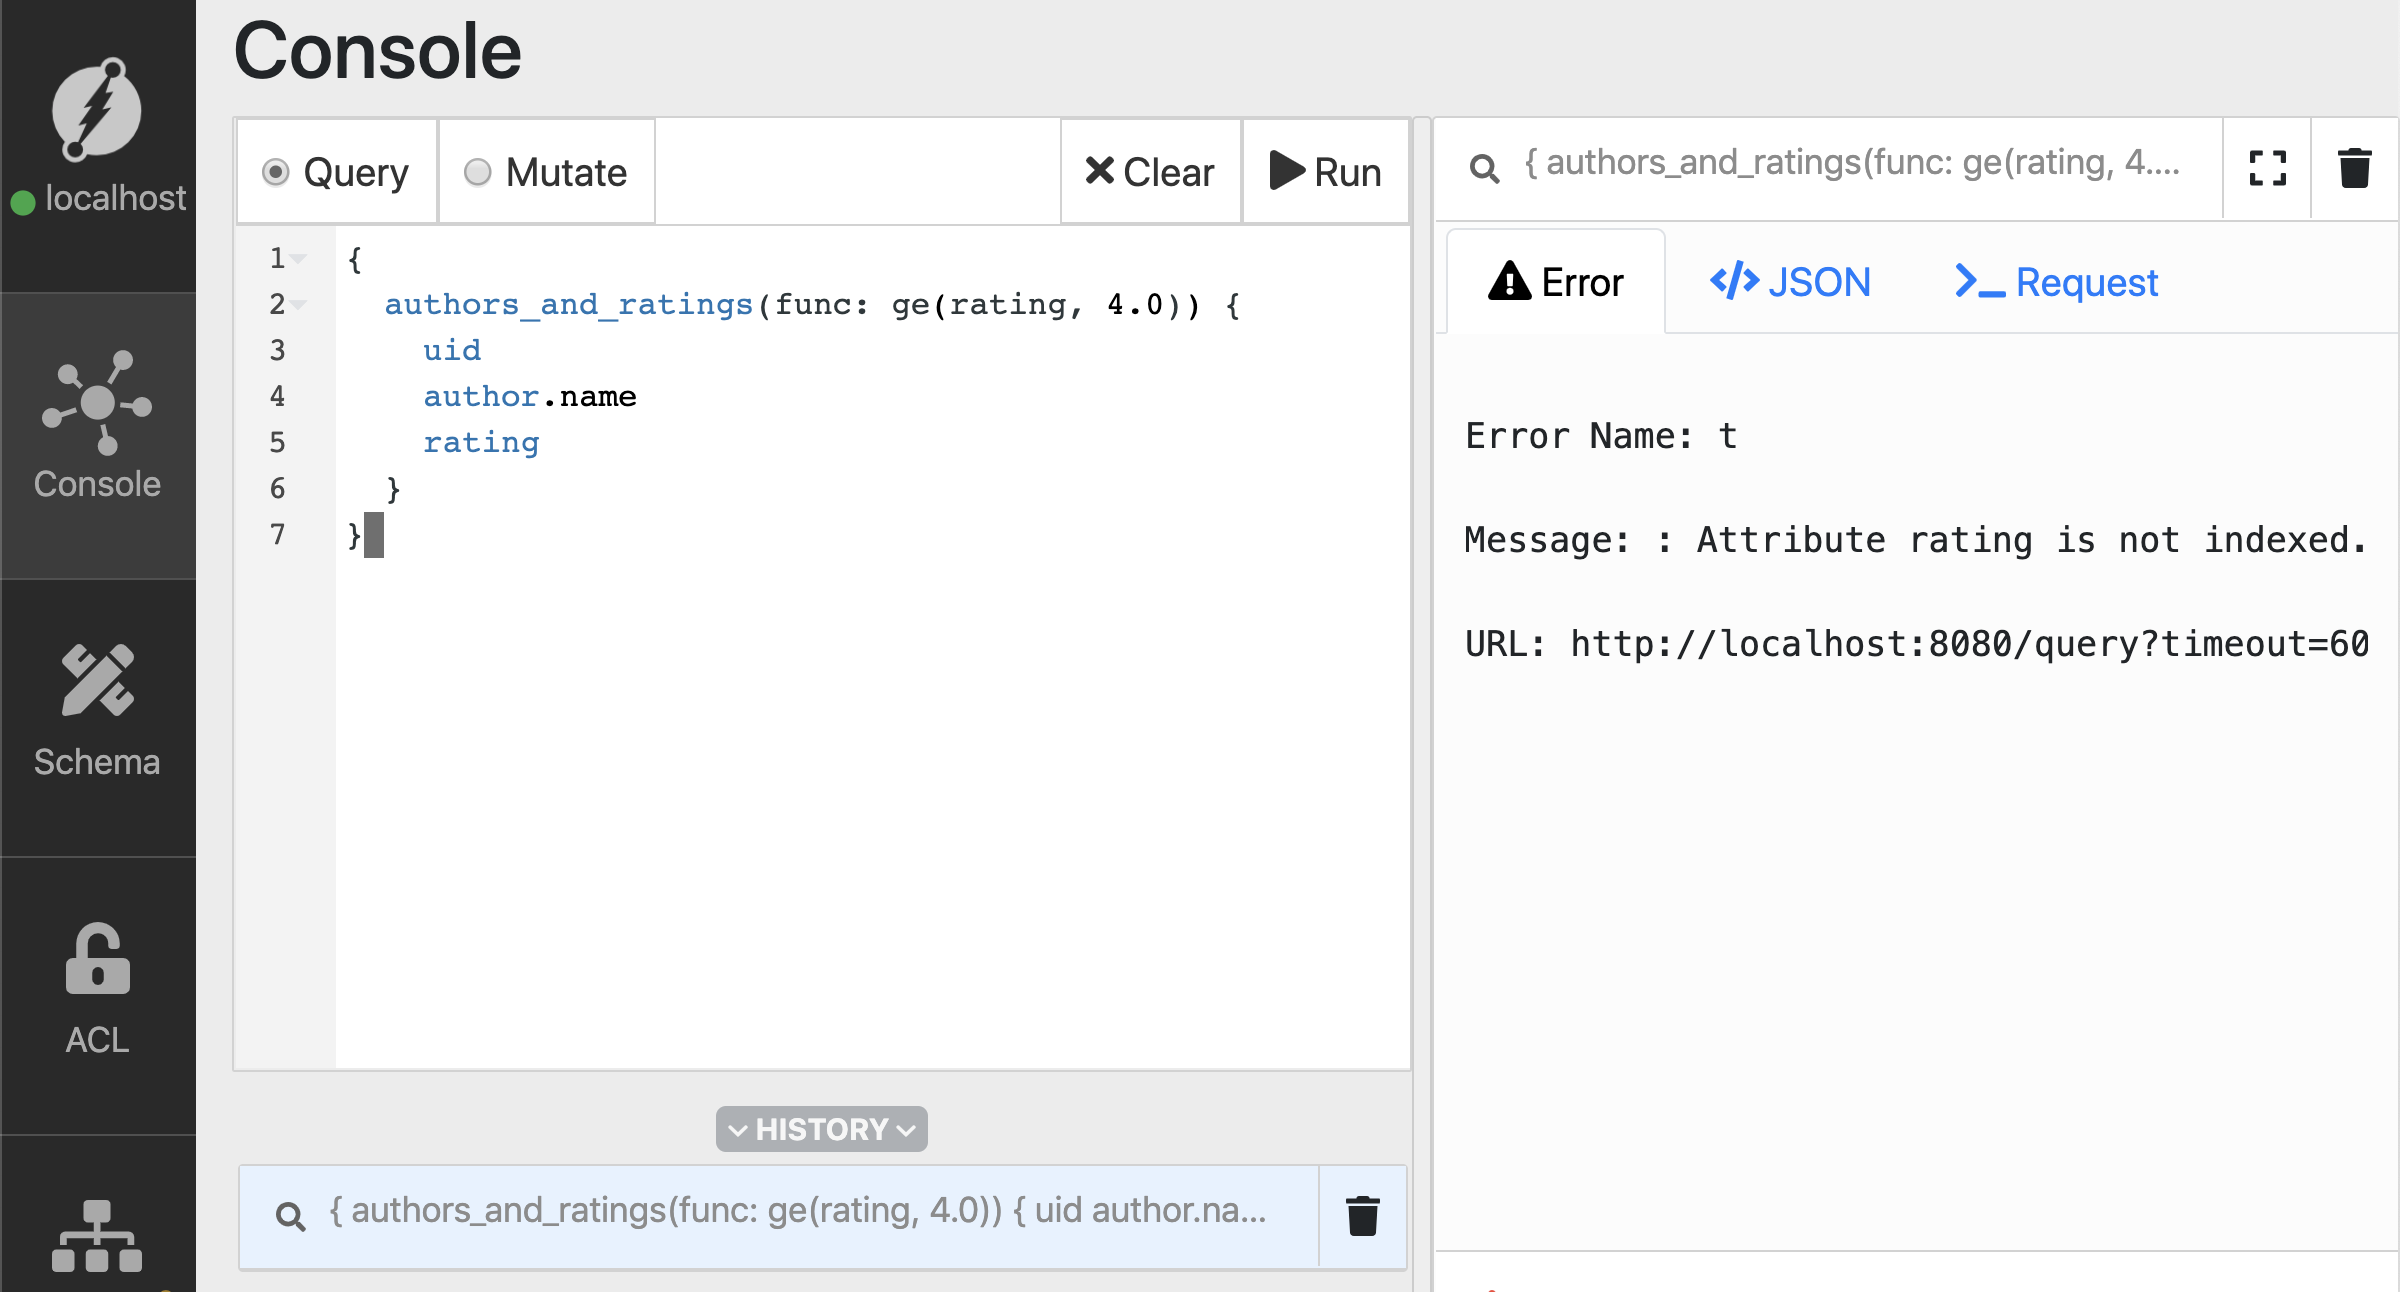 localhost
Console
Schema
ACL
Console
Query
Mutate
Clear
Run
1 {
2 authors_and_ratings(func: ge(rating, 4.0)) {
3 uid
4 author.name
5 rating
6 }
7 }
HISTORY
{ authors_and_ratings(func: ge(rating, 4.0)) { uid author.na...
{ authors_and_ratings(func: ge(rating, 4....
Error
JSON
Request
Error Name: t
Message: : Attribute rating is not indexed.
URL: http://localhost:8080/query?timeout=60